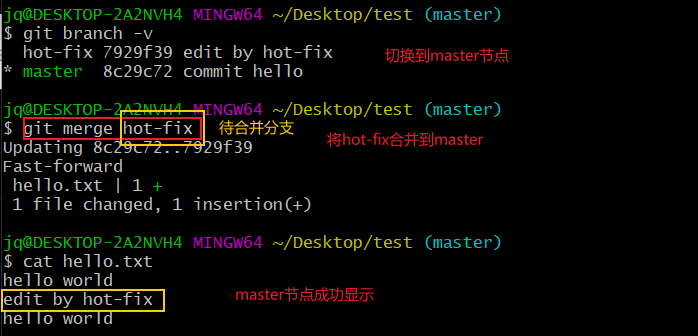 jq@DESKTOP-2A2NVH4 MINGW64 ~/Desktop/test (master)
$ git branch -v
  hot-fix 7929f39 edit by hot-fix
切换到master节点
* master  8c29c72 commit hello
jq@DESKTOP-2A2NVH4 MINGW64 ~/Desktop/test (master)
$ git merge hot-fix
待合并分支
将hot-fix合并到master
Updating 8c29c72..7929f39
Fast-forward
 hello.txt | 1 +
 1 file changed, 1 insertion(+)
jq@DESKTOP-2A2NVH4 MINGW64 ~/Desktop/test (master)
$ cat hello.txt
hello world
edit by hot-fix
master节点成功显示
hello world